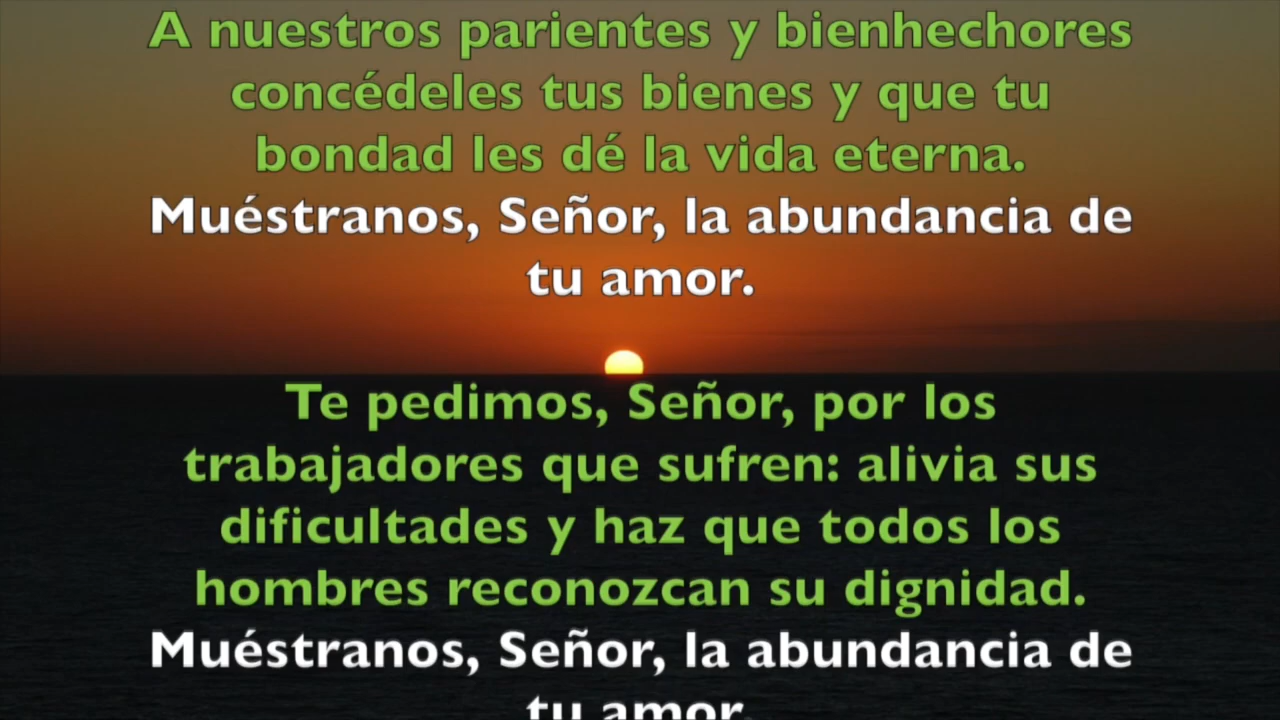 A nuestros parientes y bienhechores
concédeles tus bienes y que tu
bondad les dé la vida eterna.
Muéstranos, Señor, la abundancia de
tu amor.
Te pedimos, Señor, por los
trabajadores que sufren: alivia sus
dificultades y haz que todos los
hombres reconozcan su dignidad.
Muéstranos, Señor, la abundancia de
tu amor.